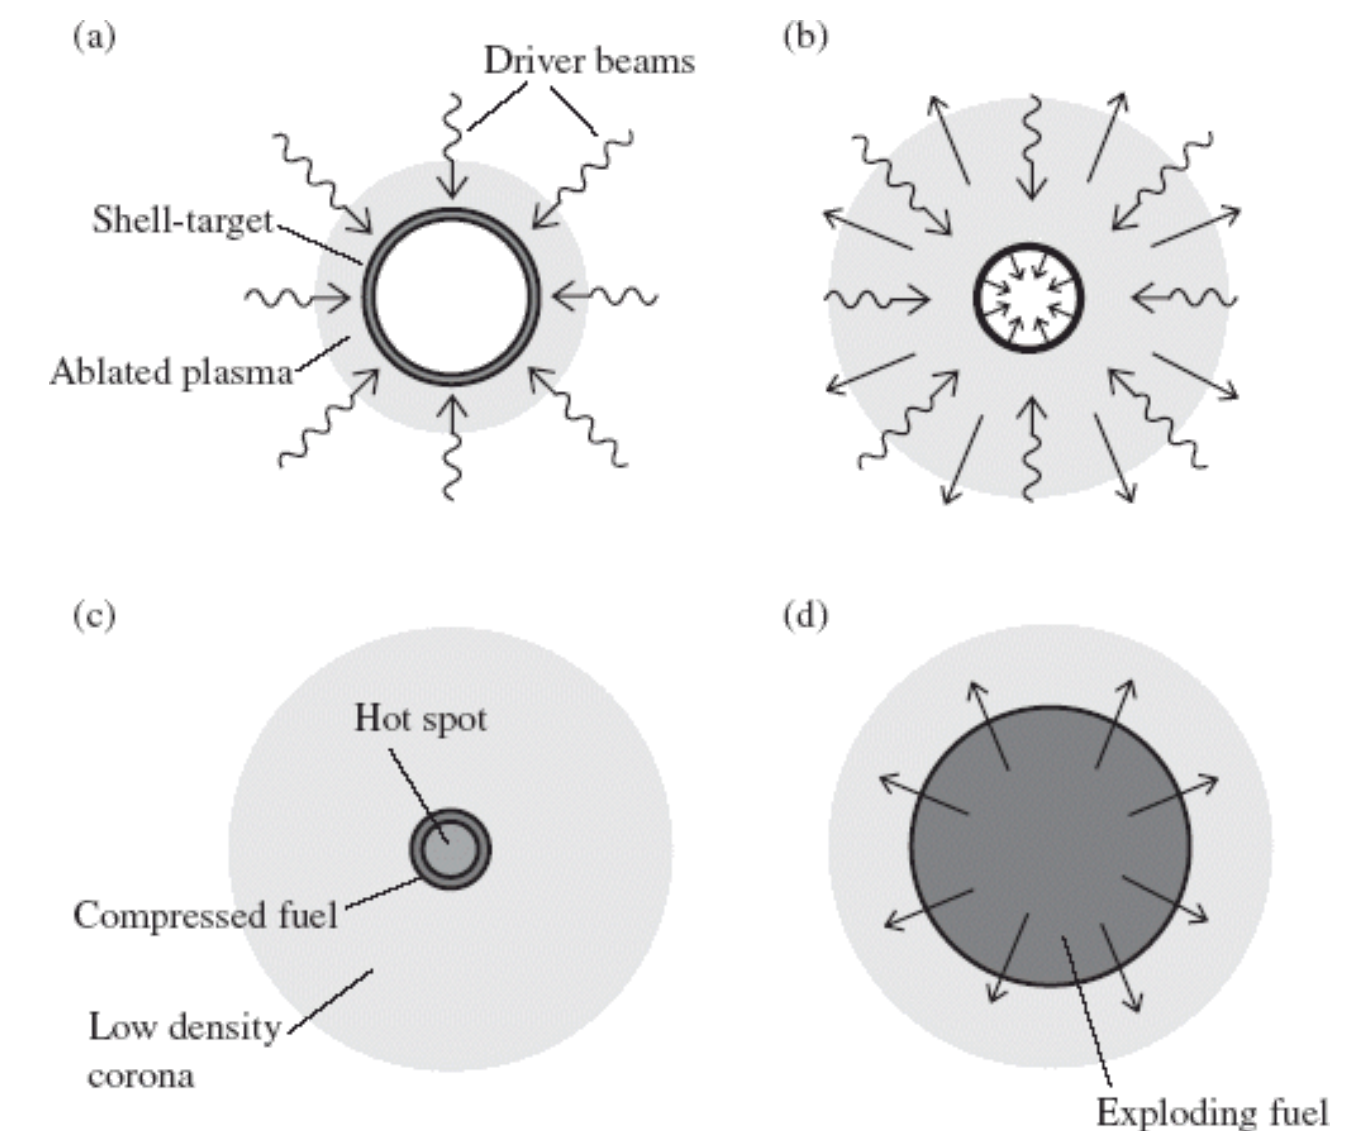 (a)
Driver beams
Shell-target
Ablated plasma
(b)
(c)
Hot spot
Compressed fuel
Low density
corona
(d)
Exploding fuel